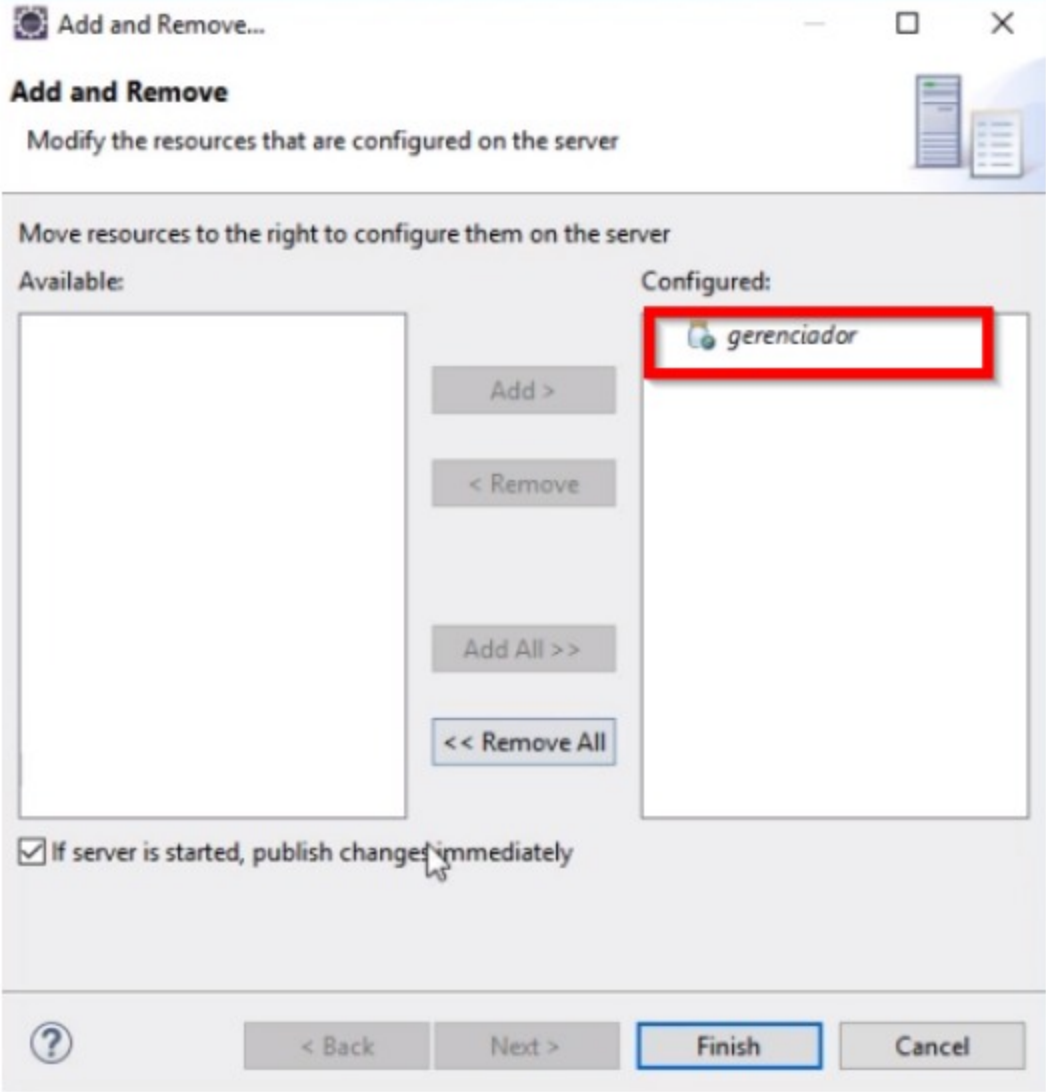 Add and Remove...
Add and Remove
Modify the resources that are configured on the server
Move resources to the right to configure them on the server
Available:
Configured:
gerenciador
Add >
< Remove
Add All >>
<< Remove All
If server is started, publish changes immediately
?
< Back
Next >
Finish
Cancel